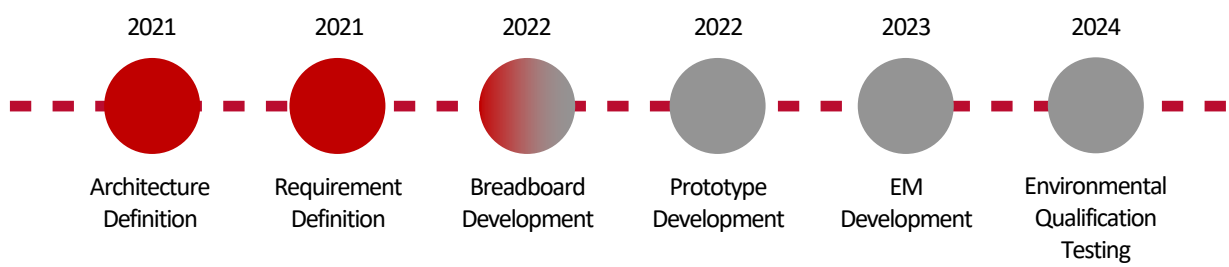 2021
2021
2022
2022
2023
2024
Architecture
Definition
Requirement
Definition
Breadboard
Development
Prototype
Development
EM
Development
Environmental
Qualification
Testing